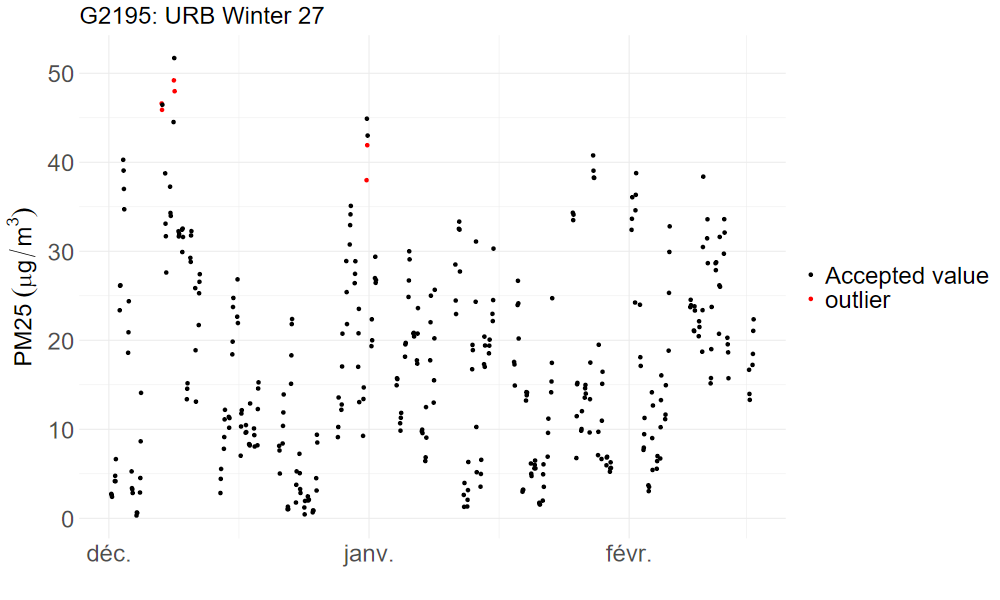 G2195: URB Winter 27
PM25 (μg/m³)
50
40
30
20
10
0
déc.
janv.
févr.
Accepted value
outlier